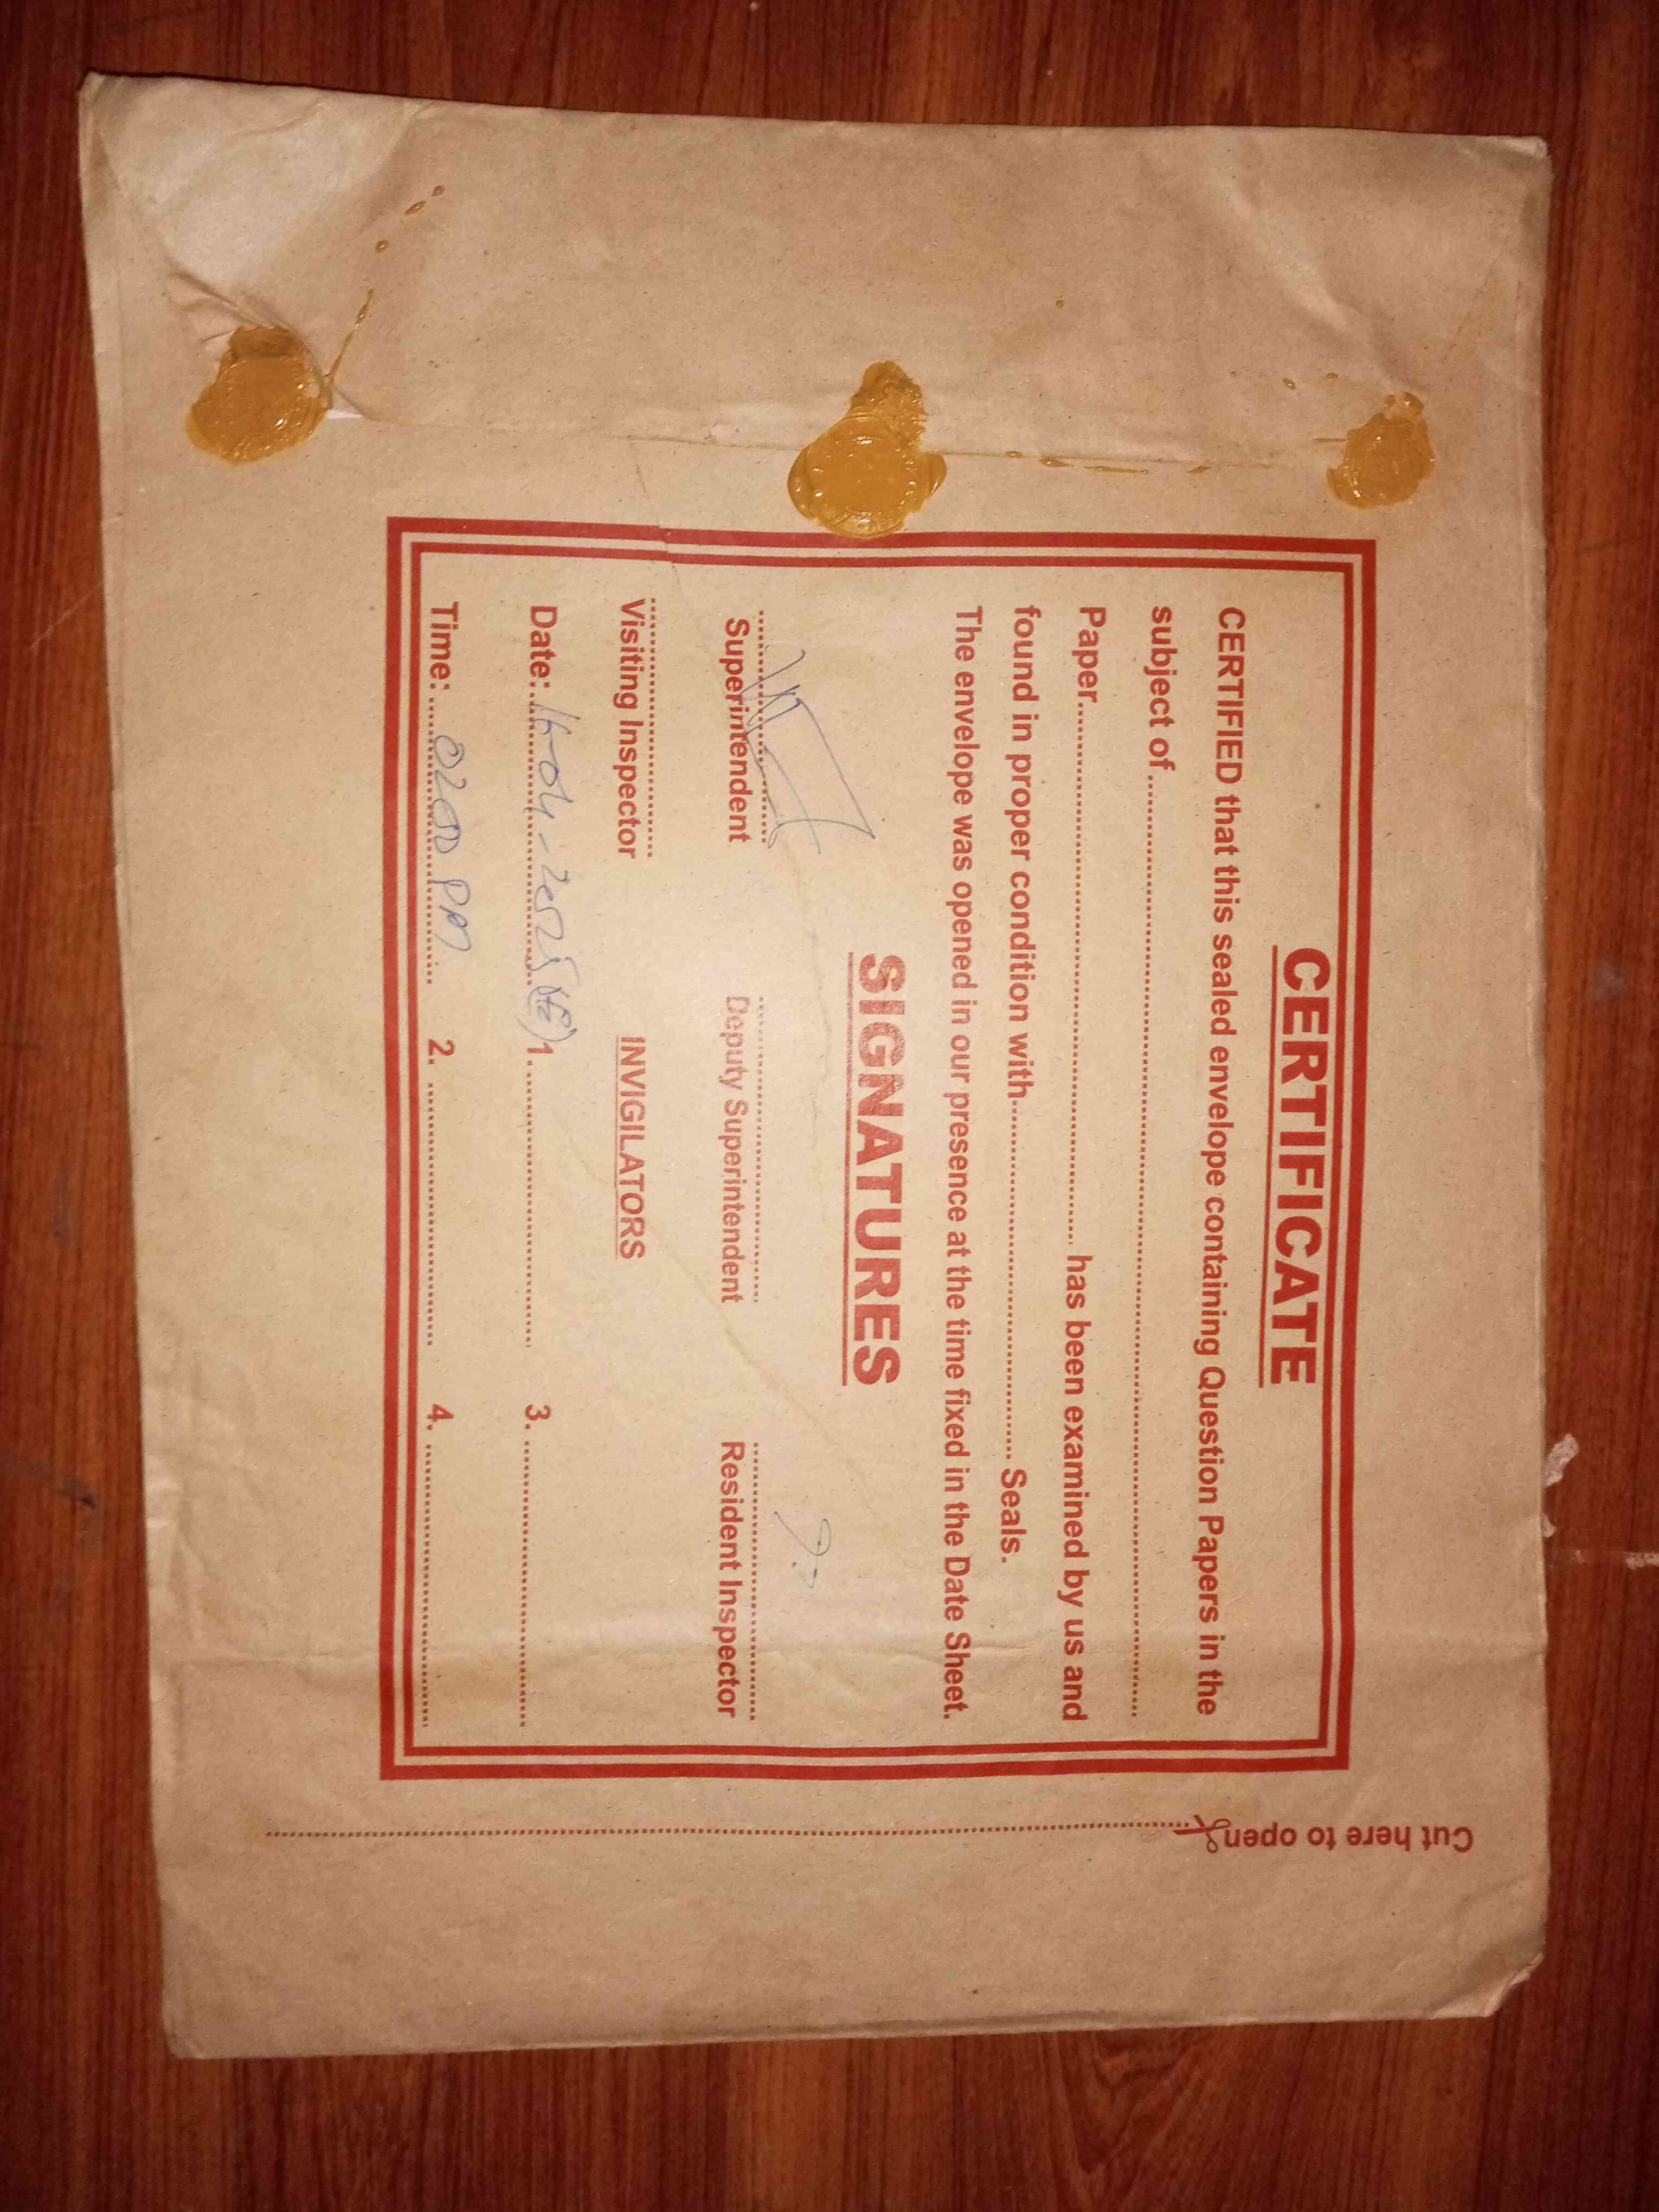 CERTIFICATE
CERTIFIED that this sealed envelope containing Question Papers in the
subject of
Paper has been examined by us and
found in proper condition with Seals.
The envelope was opened in our presence at the time fixed in the Date Sheet.
SIGNATURES
Superintendent Deputy Superintendent Resident Inspector
Visiting Inspector INVIGILATORS
Date: 16-04-2025 1. 3.
Time: 0200 PM. 2. 4.
Cut here to open